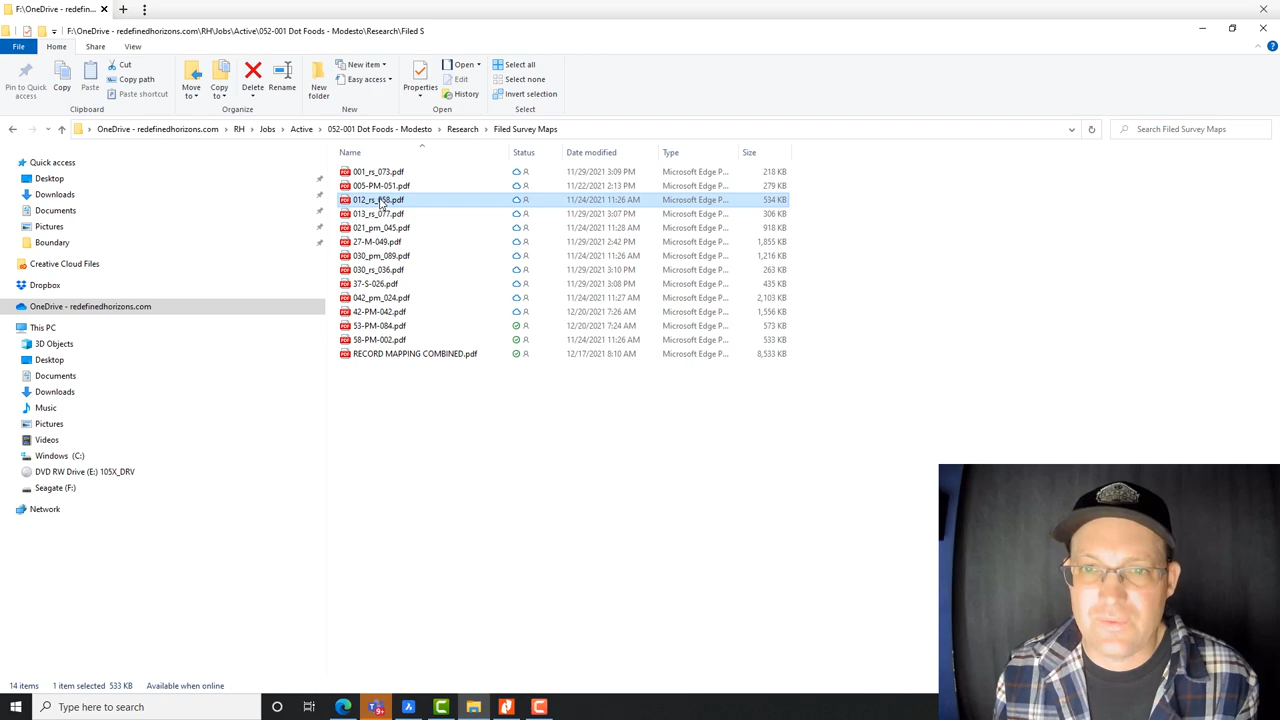 F:\OneDrive - redefin...
F:\OneDrive - redefinedhorizons.com\RH\Jobs\Active\052-001 Dot Foods - Modesto\Research\Filed S
File Home Share View
Pin to Quick access
Copy
Paste
Cut
Copy path
Paste shortcut
Clipboard
Move to
Copy to
Delete
Rename
Organize
New folder
New item
Easy access
New
Properties
Open
Edit
History
Open
Select all
Select none
Invert selection
Select
OneDrive - redefinedhorizons.com RH Jobs Active 052-001 Dot Foods - Modesto Research Filed Survey Maps
Search Filed Survey Maps
Quick access
Desktop
Downloads
Documents
Pictures
Boundary
Creative Cloud Files
Dropbox
OneDrive - redefinedhorizons.com
This PC
3D Objects
Desktop
Documents
Downloads
Music
Pictures
Videos
Windows (C:)
DVD RW Drive (E:) 105X_DRV
Seagate (F:)
Network
Name Status Date modified Type Size
001_rs_073.pdf 11/29/2021 3:09 PM Microsoft Edge P... 218 KB
005-PM-051.pdf 11/22/2021 2:13 PM Microsoft Edge P... 279 KB
11/24/2021 11:26 AM Microsoft Edge P... 534 KB
013_rs_077.pdf 11/29/2021 3:07 PM Microsoft Edge P... 306 KB
021_pm_045.pdf 11/24/2021 11:28 AM Microsoft Edge P... 918 KB
27-M-049.pdf 11/29/2021 2:42 PM Microsoft Edge P... 1,855 KB
030_pm_089.pdf 11/24/2021 11:26 AM Microsoft Edge P... 1,216 KB
030_rs_036.pdf 11/29/2021 3:10 PM Microsoft Edge P... 263 KB
37-S-026.pdf 11/29/2021 3:08 PM Microsoft Edge P... 435 KB
042_pm_024.pdf 11/24/2021 11:27 AM Microsoft Edge P... 2,103 KB
42-PM-042.pdf 12/20/2021 7:26 AM Microsoft Edge P... 1,556 KB
53-PM-084.pdf 12/20/2021 7:24 AM Microsoft Edge P... 573 KB
58-PM-002.pdf 11/24/2021 11:26 AM Microsoft Edge P... 533 KB
RECORD MAPPING COMBINED.pdf 12/17/2021 8:10 AM Microsoft Edge P... 8,533 KB
14 items 1 item selected 533 KB Available when online
Type here to search